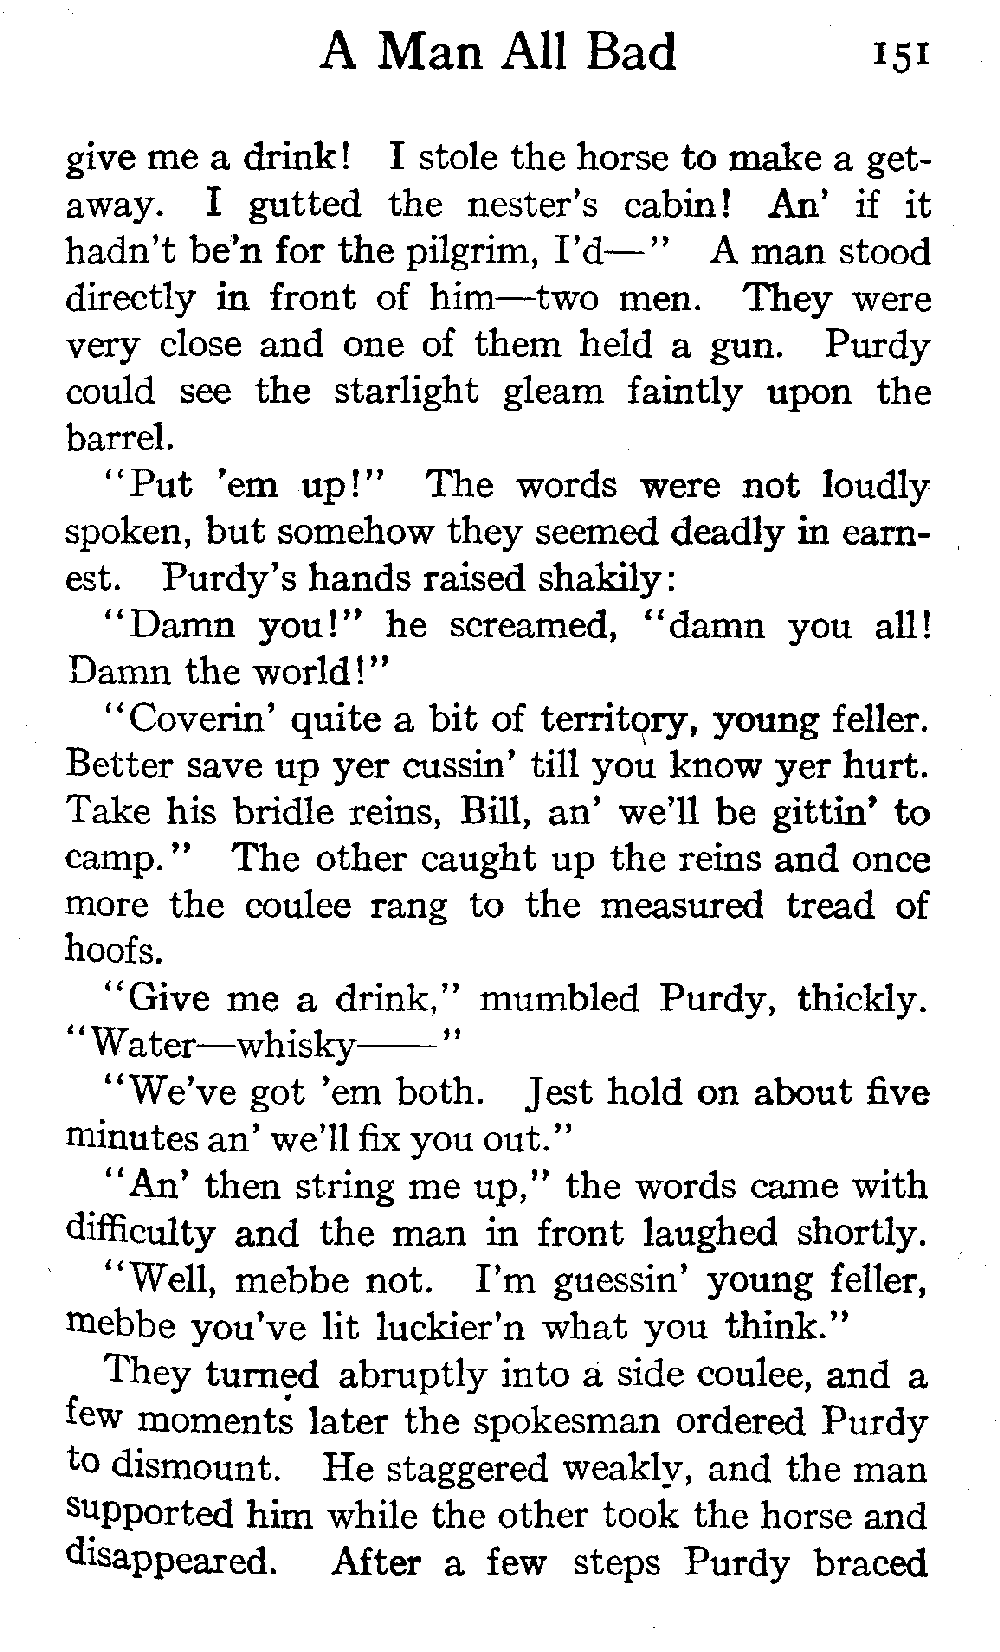 A Man All Bad 151
give me a drink! I stole the horse to make a get-
away. I gutted the nester's cabin! An' if it
hadn't be'n for the pilgrim, I'd—" A man stood
directly in front of him—two men. They were
very close and one of them held a gun. Purdy
could see the starlight gleam faintly upon the
barrel.
"Put 'em up!" The words were not loudly
spoken, but somehow they seemed deadly in earn-
est. Purdy's hands raised shakily:
"Damn you!" he screamed, "damn you all!
Damn the world!"
"Coverin' quite a bit of territory, young feller.
Better save up yer cussin' till you know yer hurt.
Take his bridle reins, Bill, an' we'll be gittin' to
camp." The other caught up the reins and once
more the coulee rang to the measured tread of
hoofs.
"Give me a drink," mumbled Purdy, thickly.
"Water—whisky——"
"We've got 'em both. Jest hold on about five
minutes an' we'll fix you out."
"An' then string me up," the words came with
difficulty and the man in front laughed shortly.
"Well, mebbe not. I'm guessin' young feller,
mebbe you've lit luckier'n what you think."
They turned abruptly into a side coulee, and a
few moments later the spokesman ordered Purdy
to dismount. He staggered weakly, and the man
supported him while the other took the horse and
disappeared. After a few steps Purdy braced